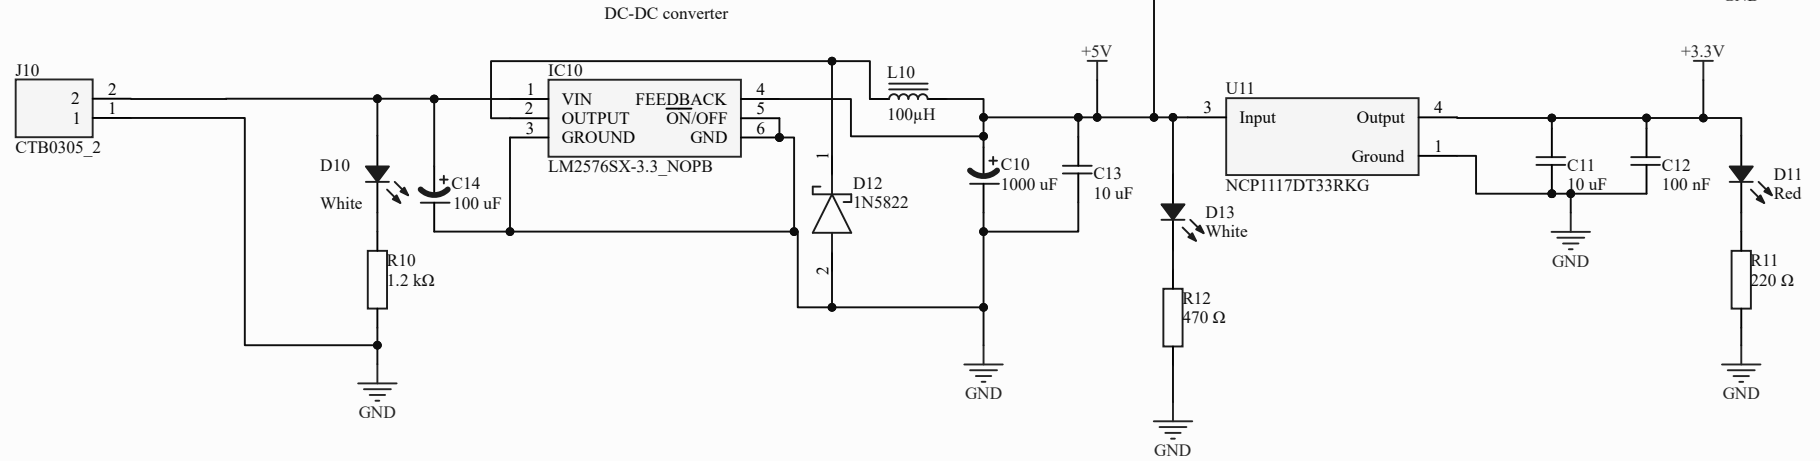 DC-DC converter
J10
2
1
2
1
CTB0305_2
D10
White
R10
1.2 kΩ
GND
C14
100 uF
IC10
1
2
3
VIN
OUTPUT
GROUND
FEEDBACK
ON/OFF
GND
4
5
6
LM2576SX-3.3_NOPB
1
D12
1N5822
2
L10
100µH
C10
1000 uF
GND
C13
10 uF
+5V
D13
White
R12
470 Ω
GND
3
U11
Input
Output
Ground
4
1
NCP1117DT33RKG
C11
10 uF
GND
C12
100 nF
+3.3V
D11
Red
R11
220 Ω
GND